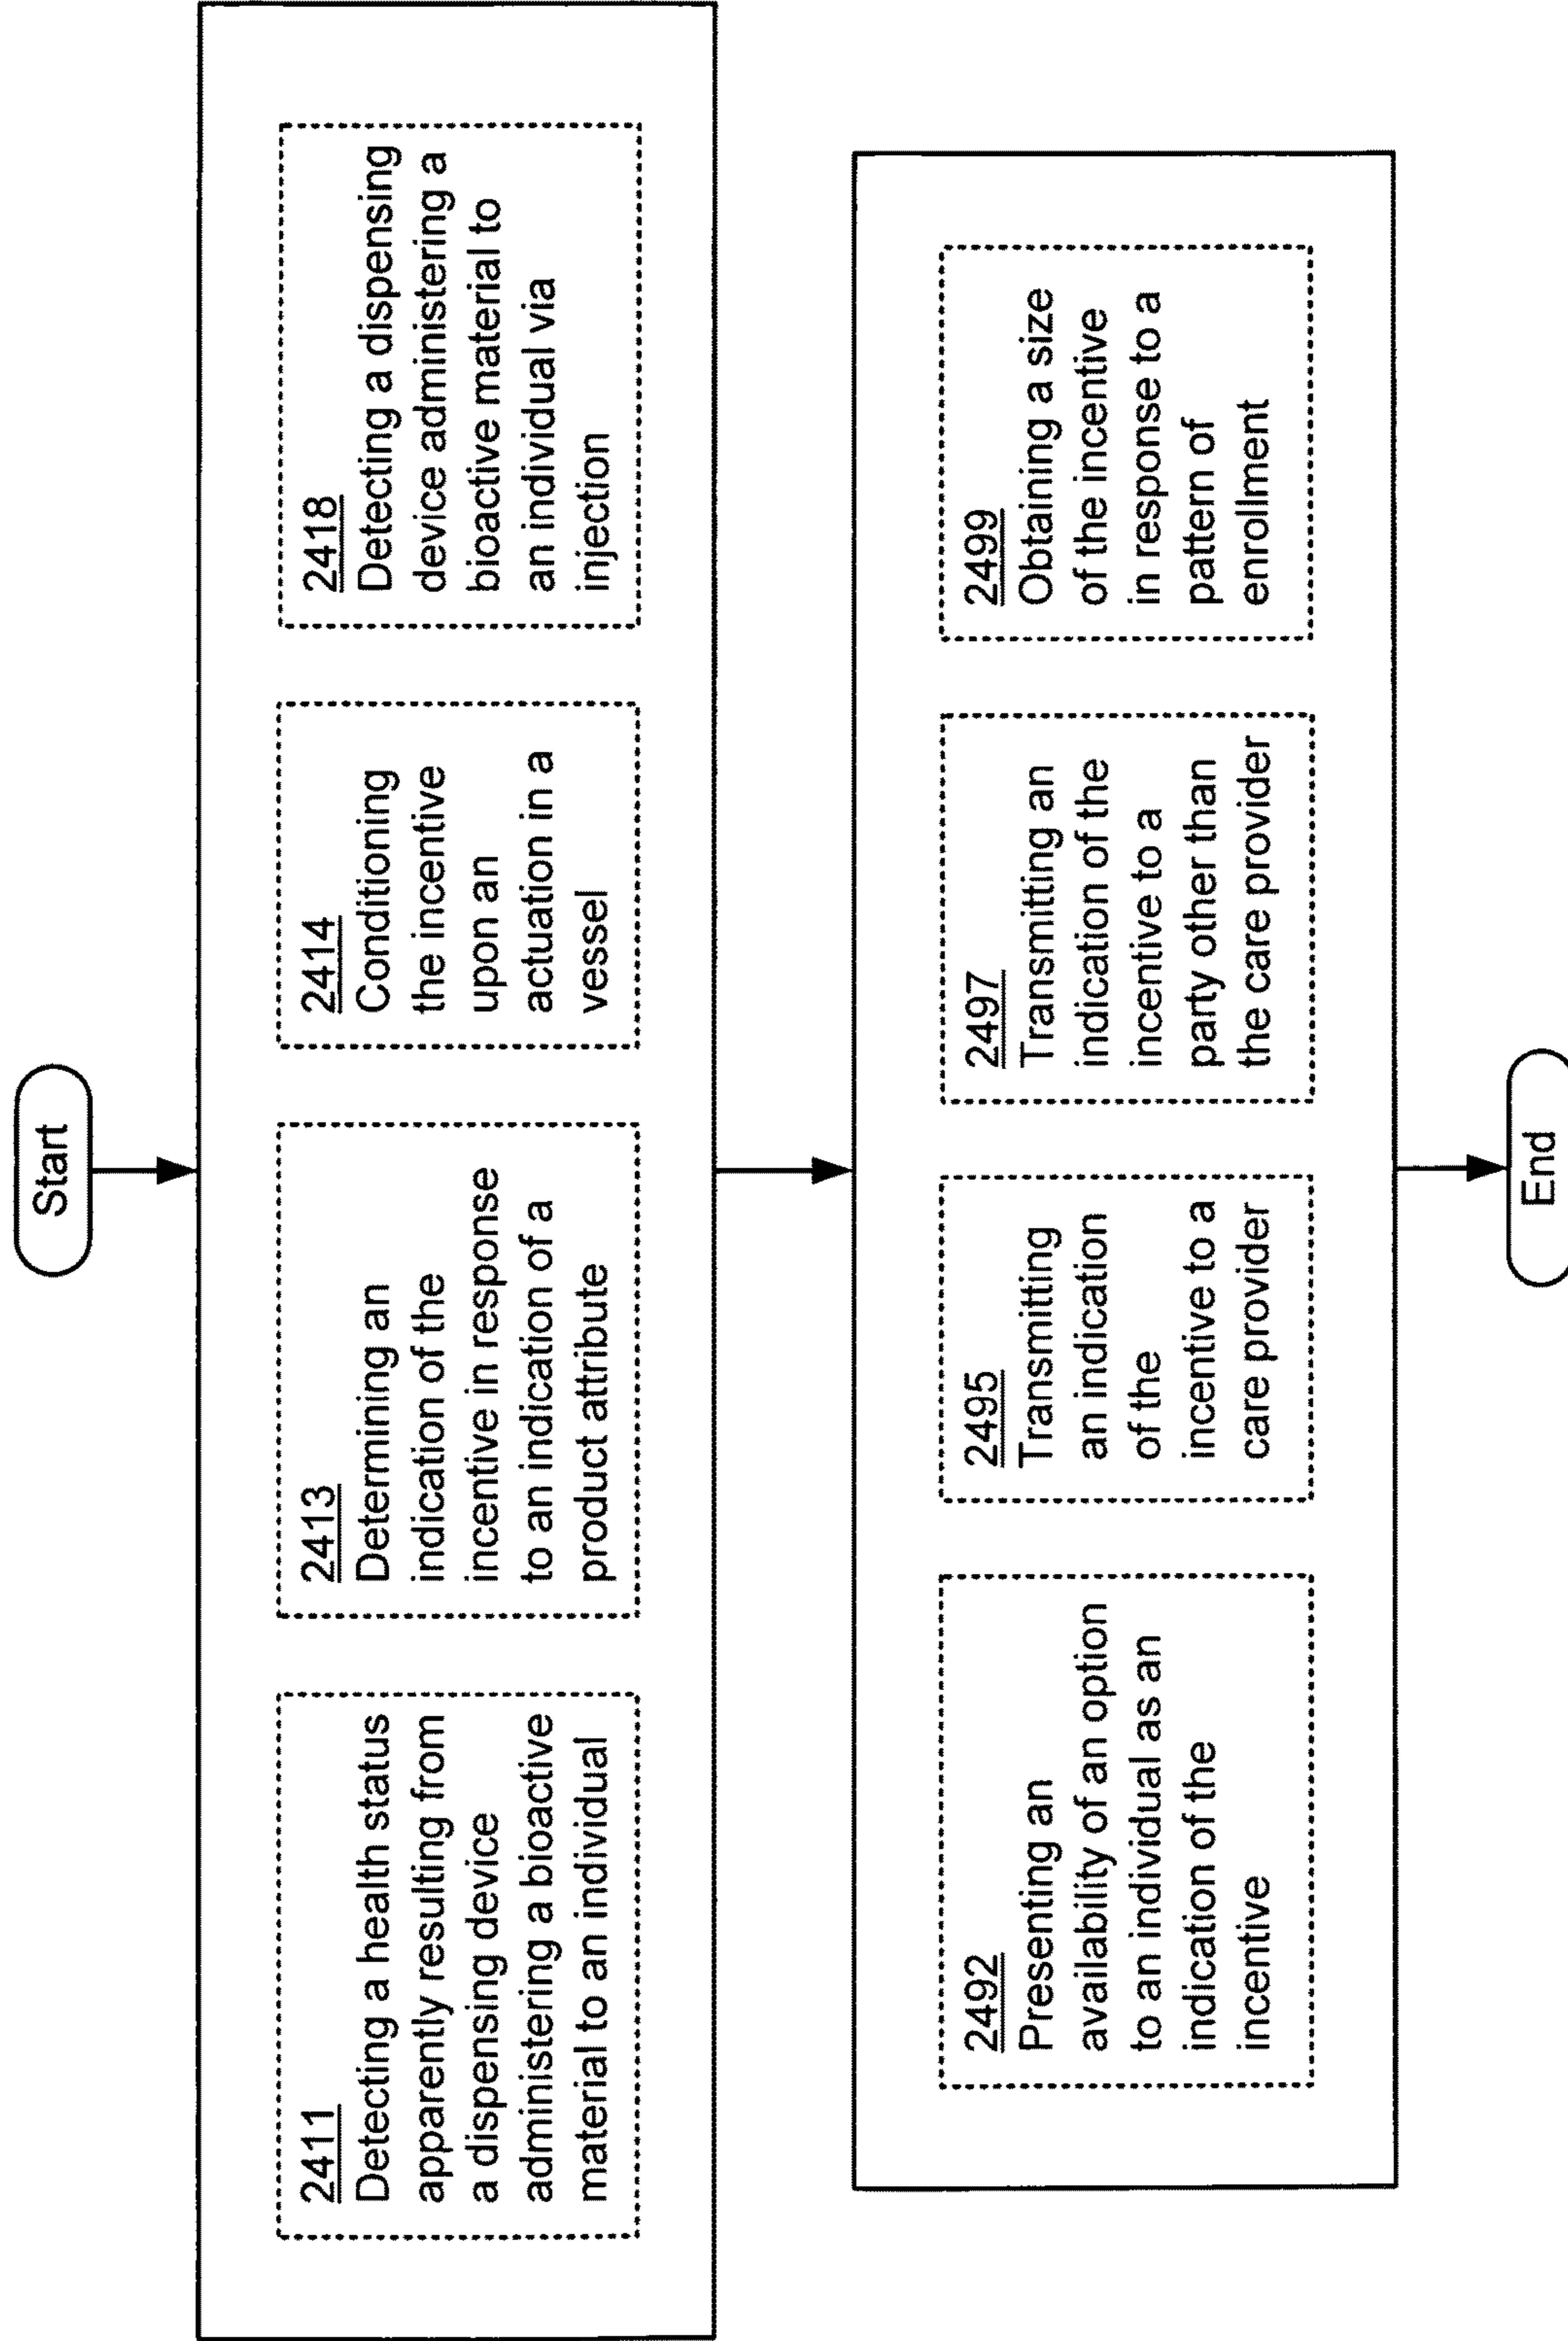 Start
2411
Detecting a health status
apparently resulting from
a dispensing device
administering a bioactive
material to an individual
2413
Determining an
indication of the
incentive in response
to an indication of a
product attribute
2414
Conditioning
the incentive
upon an
actuation in a
vessel
2418
Detecting a dispensing
device administering a
bioactive material to
an individual via
injection
2492
Presenting an
availability of an option
to an individual as an
indication of the
incentive
2495
Transmitting
an indication
of the
incentive to a
care provider
2497
Transmitting an
indication of the
incentive to a
party other than
the care provider
2499
Obtaining a size
of the incentive
in response to a
pattern of
enrollment
End